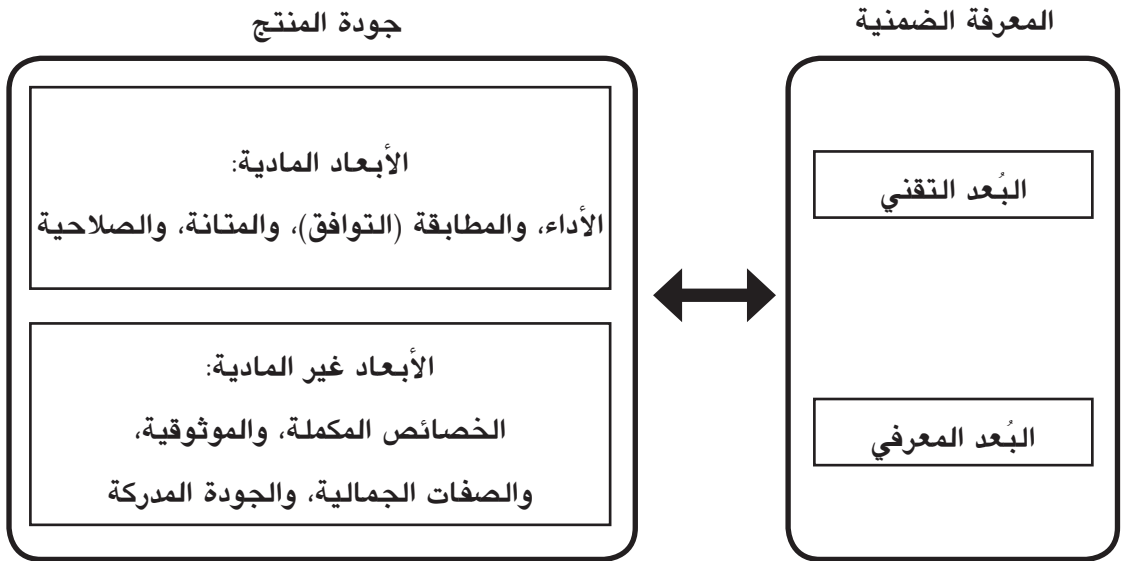 المعرفة الضمنية
البُعد التقني
البُعد المعرفي
جودة المنتج
الأبعاد المادية:
الأداء، والمطابقة (التوافق)، والمتانة، والصلاحية
الأبعاد غير المادية:
الخصائص المكملة، والموثوقية،
والصفات الجمالية، والجودة المدركة